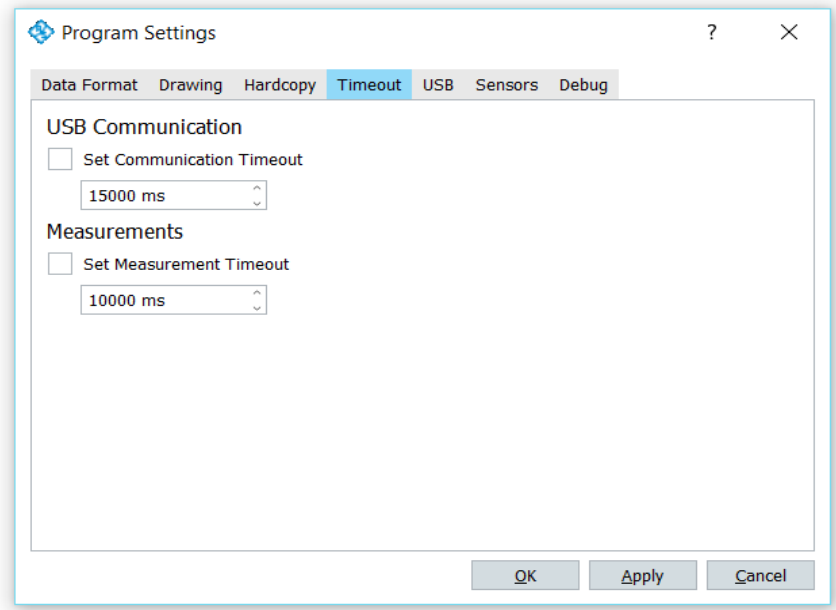 Program Settings
?
Data Format Drawing Hardcopy Timeout USB Sensors Debug
USB Communication
Set Communication Timeout
15000 ms
Measurements
Set Measurement Timeout
10000 ms
OK Apply Cancel